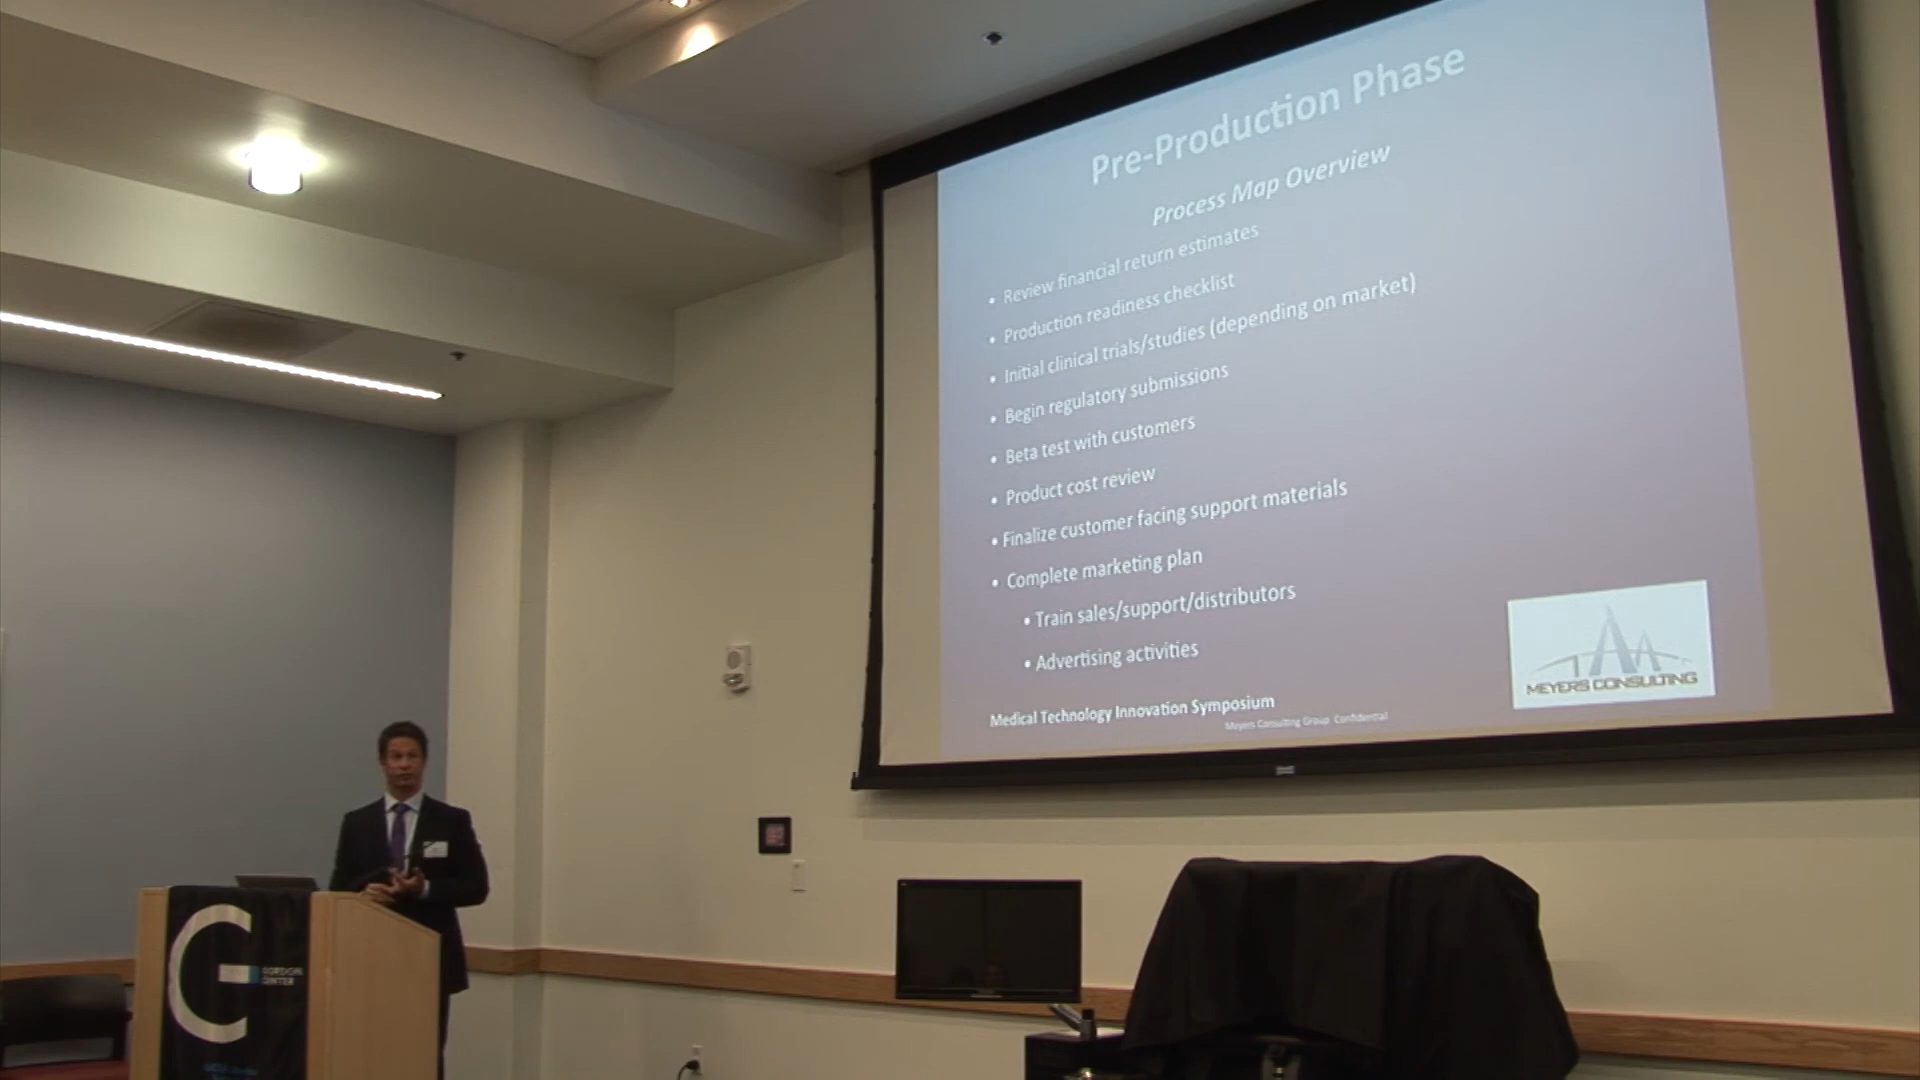 Pre-Production Phase
Process Map Overview
• Review financial return estimates
• Production readiness checklist
• Initial clinical trials/studies (depending on market)
• Begin regulatory submissions
• Beta test with customers
• Product cost review
• Finalize customer facing support materials
• Complete marketing plan
• Train sales/support/distributors
• Advertising activities
Medical Technology Innovation Symposium
Meyers Consulting Group Confidential
MEYERS CONSULTING
GORDON
CENTER